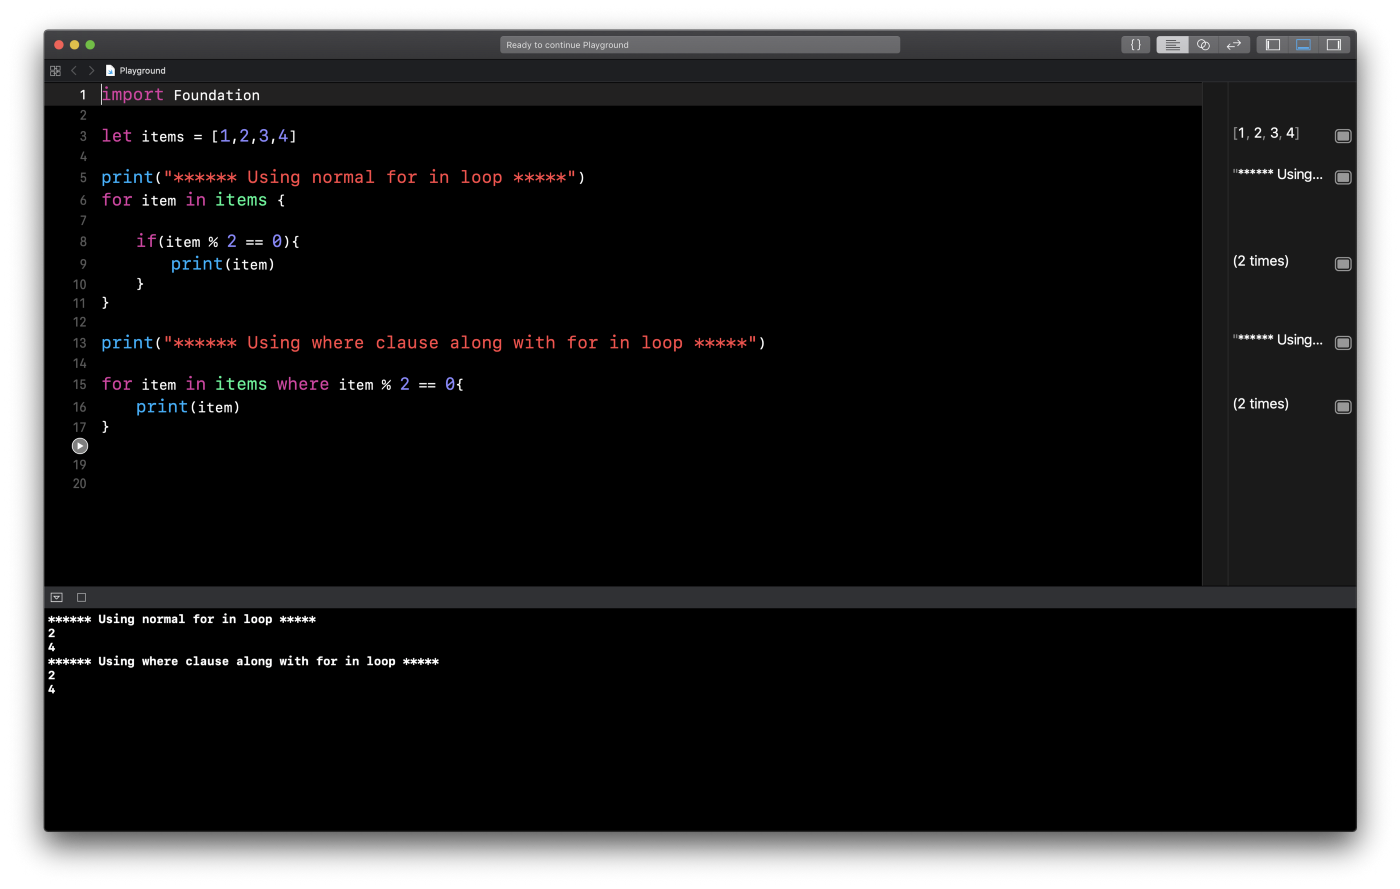 Ready to continue Playground
{}
Playground
1 import Foundation
2
3 let items = [1,2,3,4]
[1, 2, 3, 4]
4
5 print("****** Using normal for in loop *****")
"****** Using...
6 for item in items {
7
8 if(item % 2 == 0){
9 print(item)
(2 times)
10 }
11 }
12
13 print("****** Using where clause along with for in loop *****")
"****** Using...
14
15 for item in items where item % 2 == 0{
16 print(item)
(2 times)
17 }
19
20
****** Using normal for in loop *****
2
4
****** Using where clause along with for in loop *****
2
4